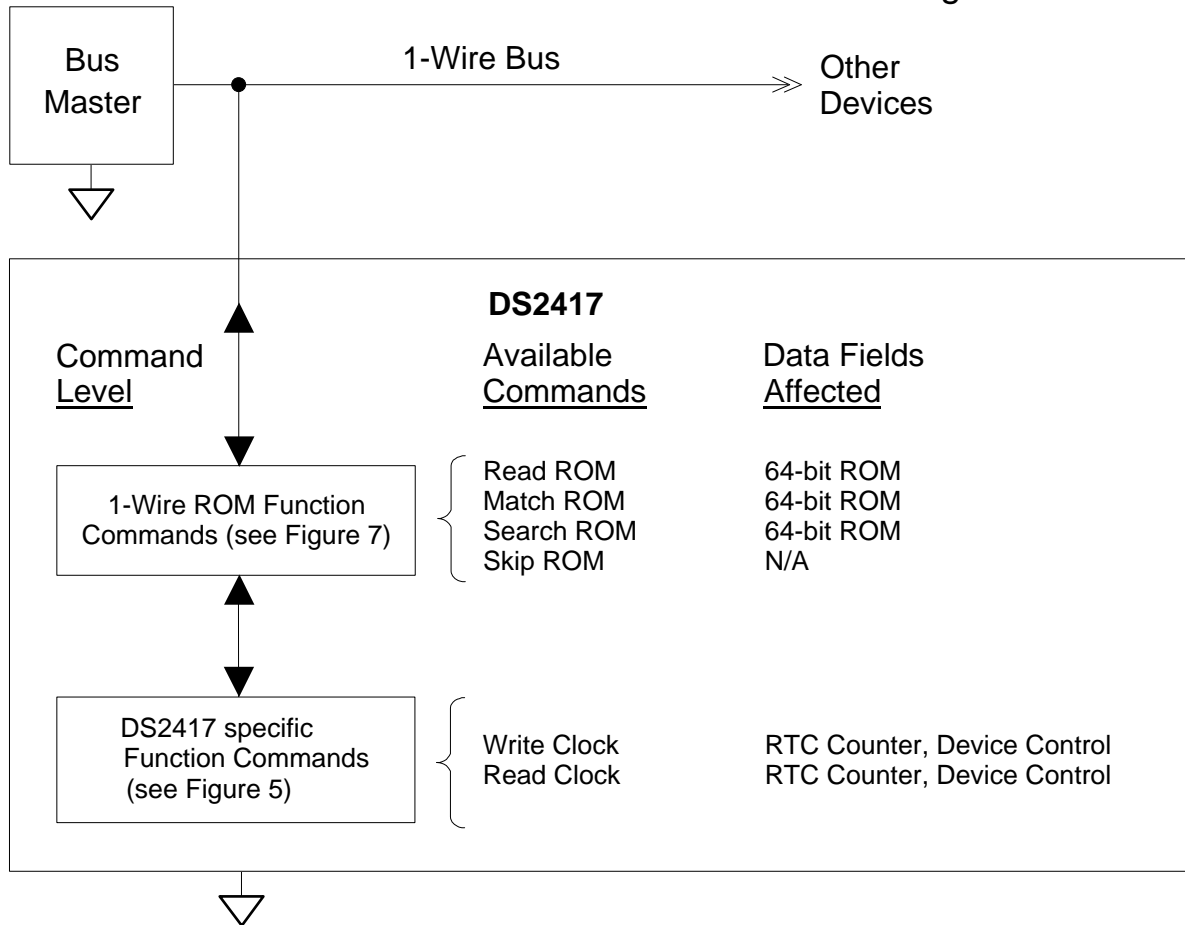 Bus
Master
1-Wire Bus
Other
Devices
DS2417
Command
Level
Available
Commands
Data Fields
Affected
1-Wire ROM Function
Commands (see Figure 7)
Read ROM 64-bit ROM
Match ROM 64-bit ROM
Search ROM 64-bit ROM
Skip ROM N/A
DS2417 specific
Function Commands
(see Figure 5)
Write Clock RTC Counter, Device Control
Read Clock RTC Counter, Device Control